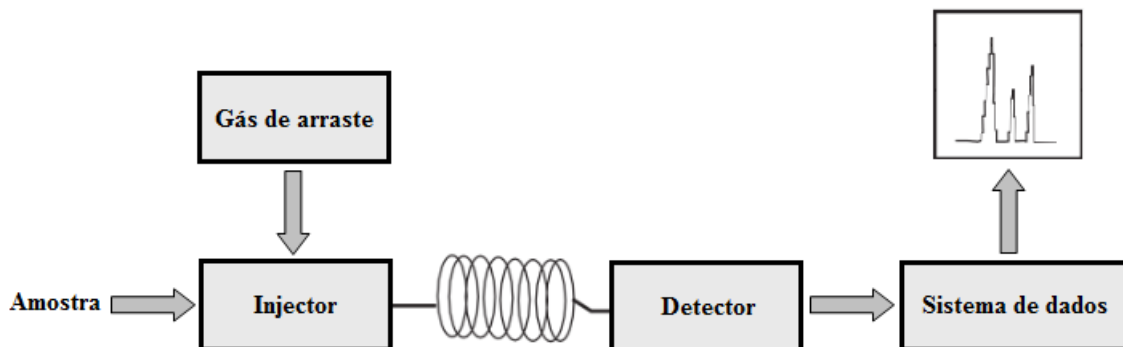 Gás de arraste
Amostra
Injector
Detector
Sistema de dados